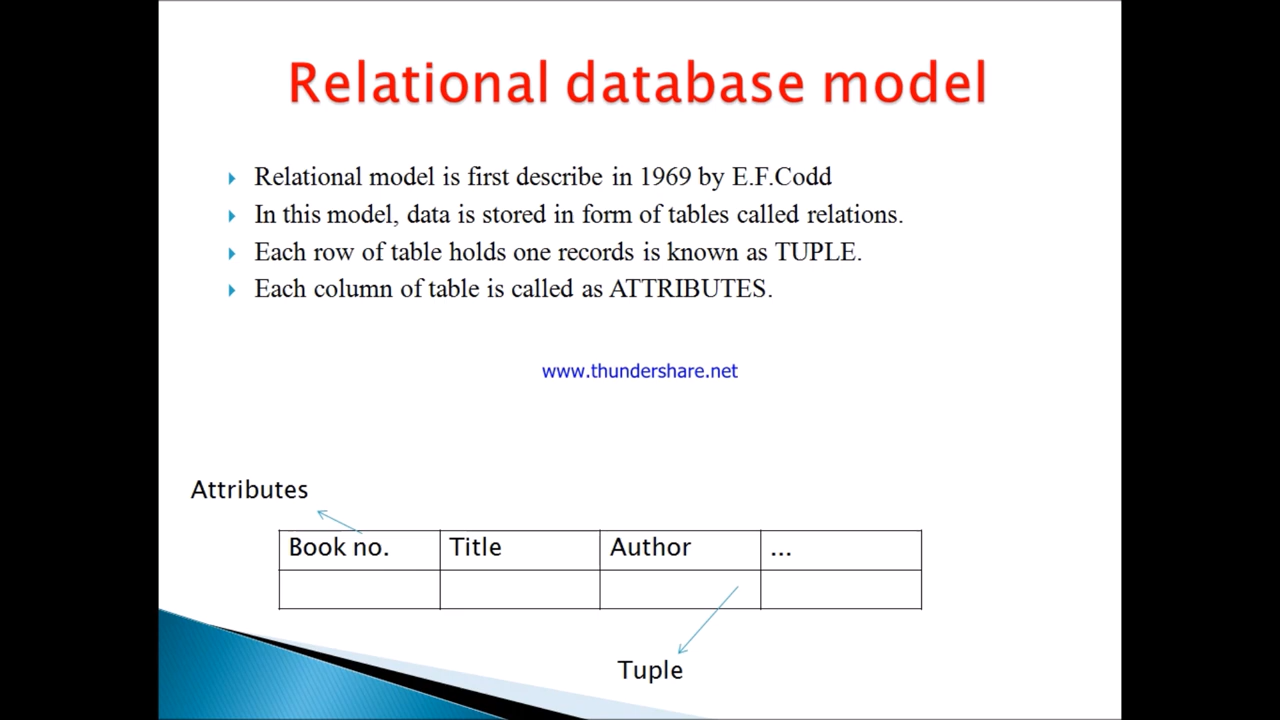 Relational database model
Relational model is first describe in 1969 by E.F.Codd
In this model, data is stored in form of tables called relations.
Each row of table holds one records is known as TUPLE.
Each column of table is called as ATTRIBUTES.
www.thundershare.net
Attributes
Book no. Title Author ...
Tuple